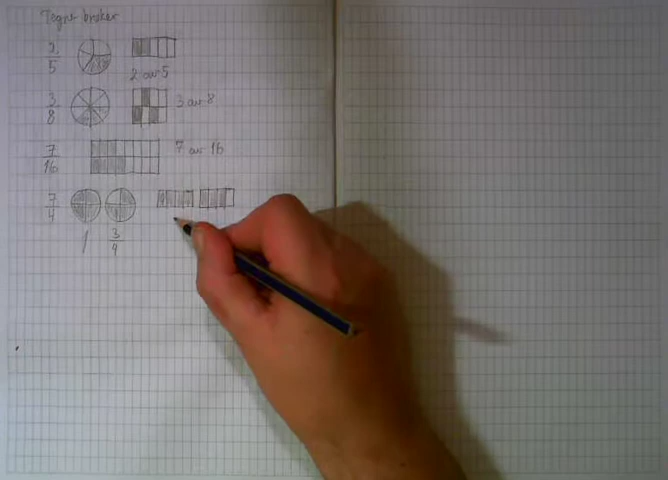 Tegne brøker
2/5
2 av 5
3/8 3 av 8
7/16 7 av 16
7/4
1 3/4